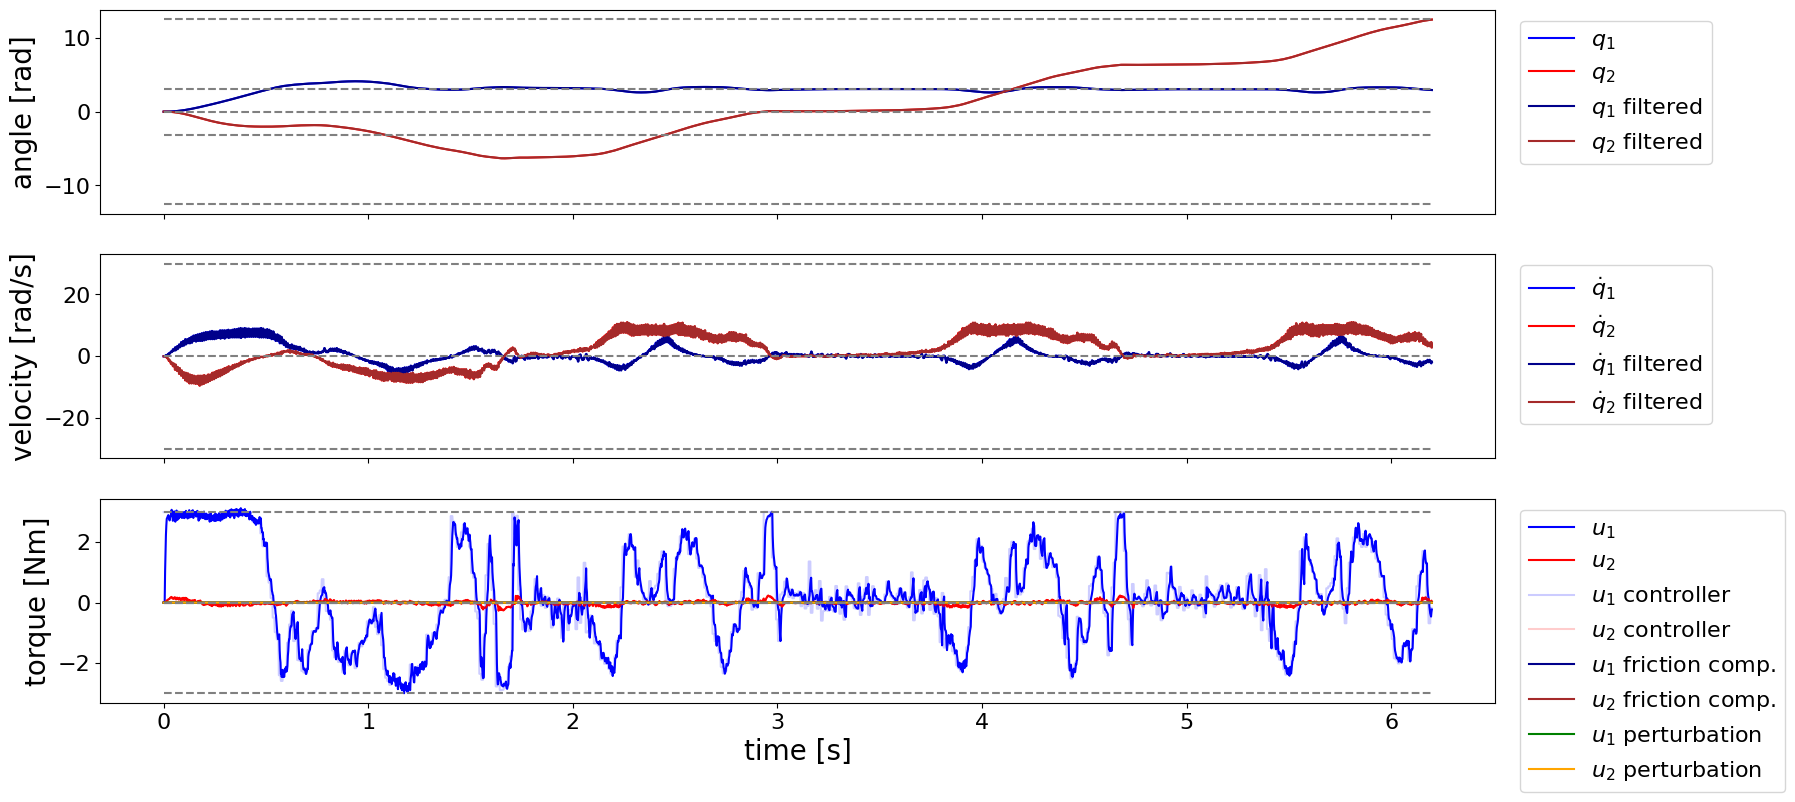 angle [rad]
10
0
−10
q₁
q₂
q₁ filtered
q₂ filtered
velocity [rad/s]
20
0
−20
q̇₁
q̇₂
q̇₁ filtered
q̇₂ filtered
torque [Nm]
2
0
−2
0 1 2 3 4 5 6
time [s]
u₁
u₂
u₁ controller
u₂ controller
u₁ friction comp.
u₂ friction comp.
u₁ perturbation
u₂ perturbation